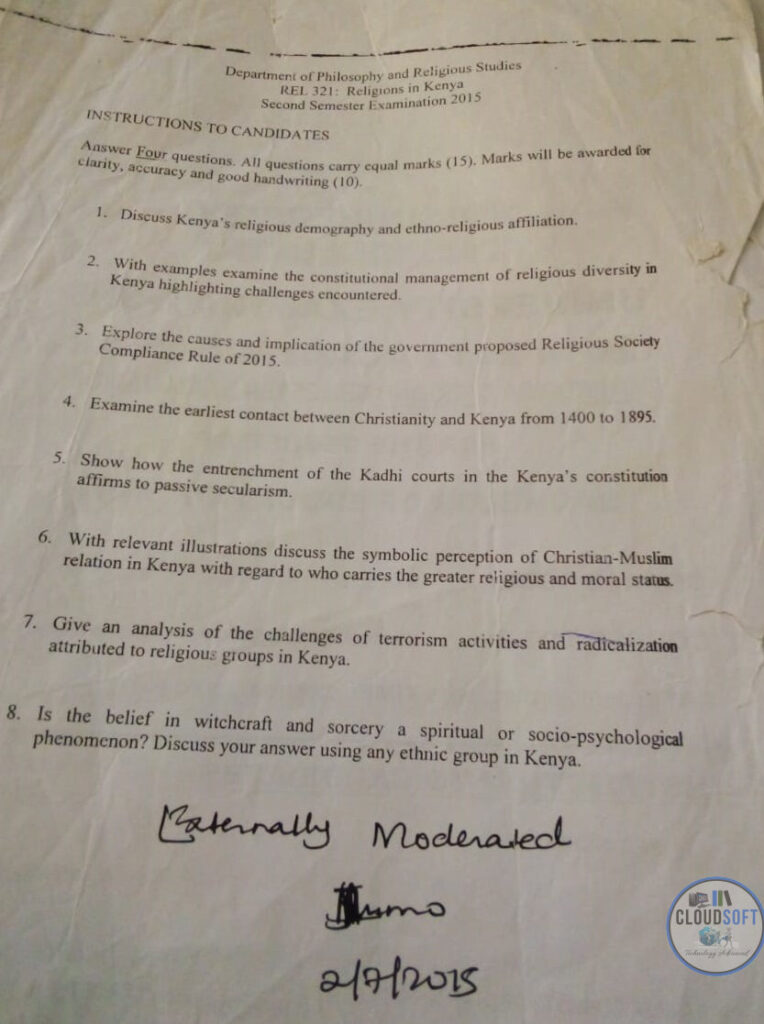 Department of Philosophy and Religious Studies
REL 321: Religions in Kenya
Second Semester Examination 2015
INSTRUCTIONS TO CANDIDATES
Answer Four questions. All questions carry equal marks (15). Marks will be awarded for
clarity, accuracy and good handwriting (10).
1. Discuss Kenya's religious demography and ethno-religious affiliation.
2. With examples examine the constitutional management of religious diversity in
Kenya highlighting challenges encountered.
3. Explore the causes and implication of the government proposed Religious Society
Compliance Rule of 2015.
4. Examine the earliest contact between Christianity and Kenya from 1400 to 1895.
5. Show how the entrenchment of the Kadhi courts in the Kenya's constitution
affirms to passive secularism.
6. With relevant illustrations discuss the symbolic perception of Christian-Muslim
relation in Kenya with regard to who carries the greater religious and moral status.
7. Give an analysis of the challenges of terrorism activities and radicalization
attributed to religious groups in Kenya.
8. Is the belief in witchcraft and sorcery a spiritual or socio-psychological
phenomenon? Discuss your answer using any ethnic group in Kenya.
Externally Moderated
2/7/2015
CLOUDSOFT